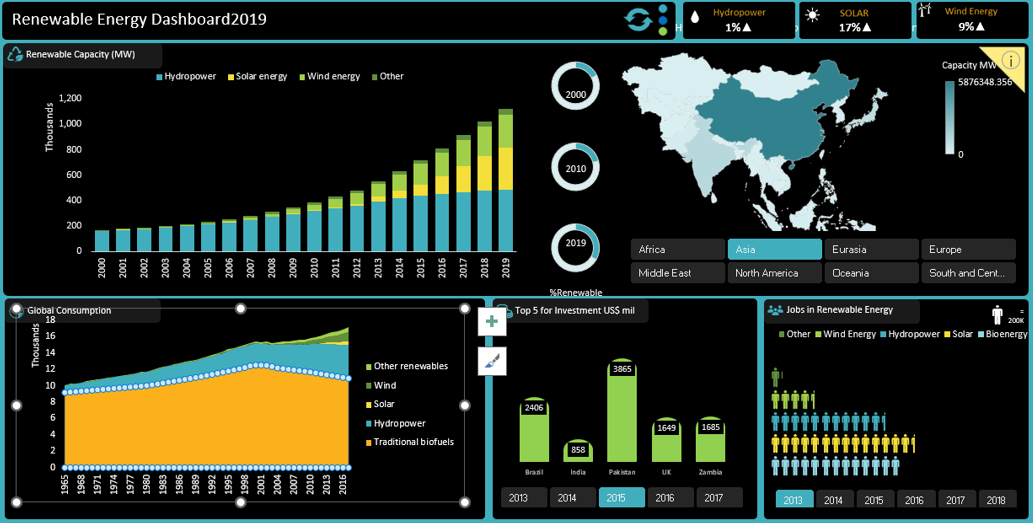 Renewable Energy Dashboard2019
Hydropower
1%
SOLAR
17%
Wind Energy
9%
Renewable Capacity (MW)
Hydropower Solar energy Wind energy Other
Thousands
1,200
1,000
800
600
400
200
0
2000 2001 2002 2003 2004 2005 2006 2007 2008 2009 2010 2011 2012 2013 2014 2015 2016 2017 2018 2019
2000
2010
2019
%Renewable
Capacity MW
5876348.356
0
Africa Asia Eurasia Europe
Middle East North America Oceania South and Cent...
Global Consumption
Thousands
18
16
14
12
10
8
6
4
2
0
1965 1968 1971 1974 1977 1980 1983 1986 1989 1992 1995 1998 2001 2004 2007 2010 2013 2016
Other renewables
Wind
Solar
Hydropower
Traditional biofuels
Top 5 for Investment US$ mil
2406
858
3865
1649
1685
Brazil India Pakistan UK Zambia
2013 2014 2015 2016 2017
Jobs in Renewable Energy
=
200K
Other Wind Energy Hydropower Solar Bioenergy
2013 2014 2015 2016 2017 2018